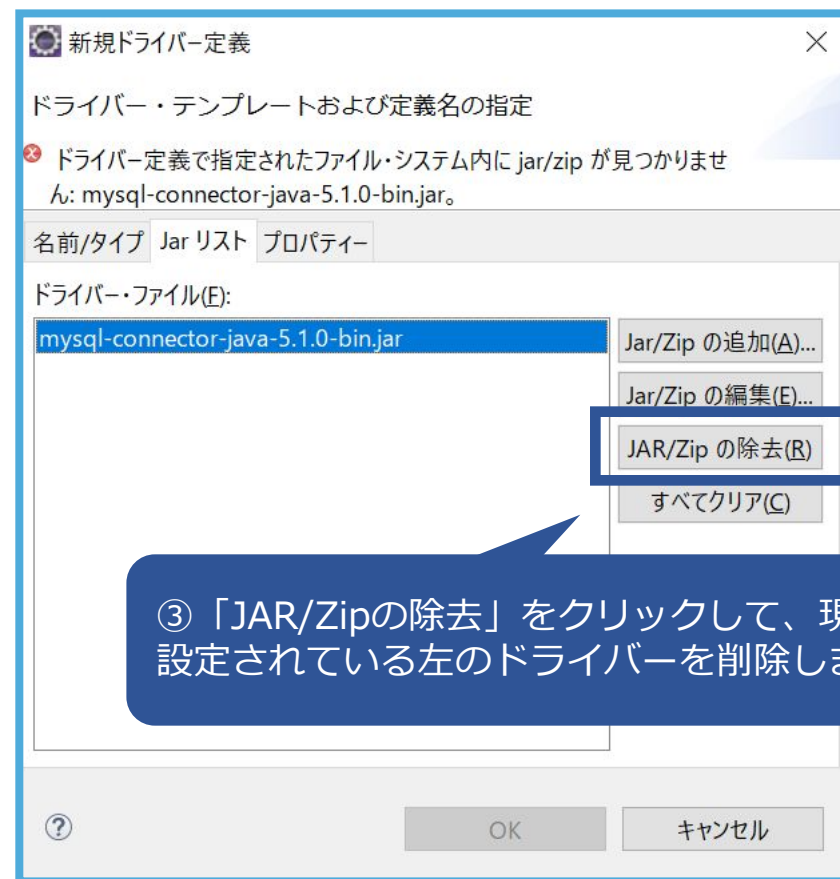 新規ドライバー定義
ドライバー・テンプレートおよび定義名の指定
ドライバー定義で指定されたファイル・システム内に jar/zip が見つかりませ
ん: mysql-connector-java-5.1.0-bin.jar。
名前/タイプ Jar リスト プロパティー
ドライバー・ファイル(F):
mysql-connector-java-5.1.0-bin.jar
Jar/Zip の追加(A)...
Jar/Zip の編集(E)...
JAR/Zip の除去(R)
すべてクリア(C)
③「JAR/Zipの除去」をクリックして、現
設定されている左のドライバーを削除しま
OK キャンセル